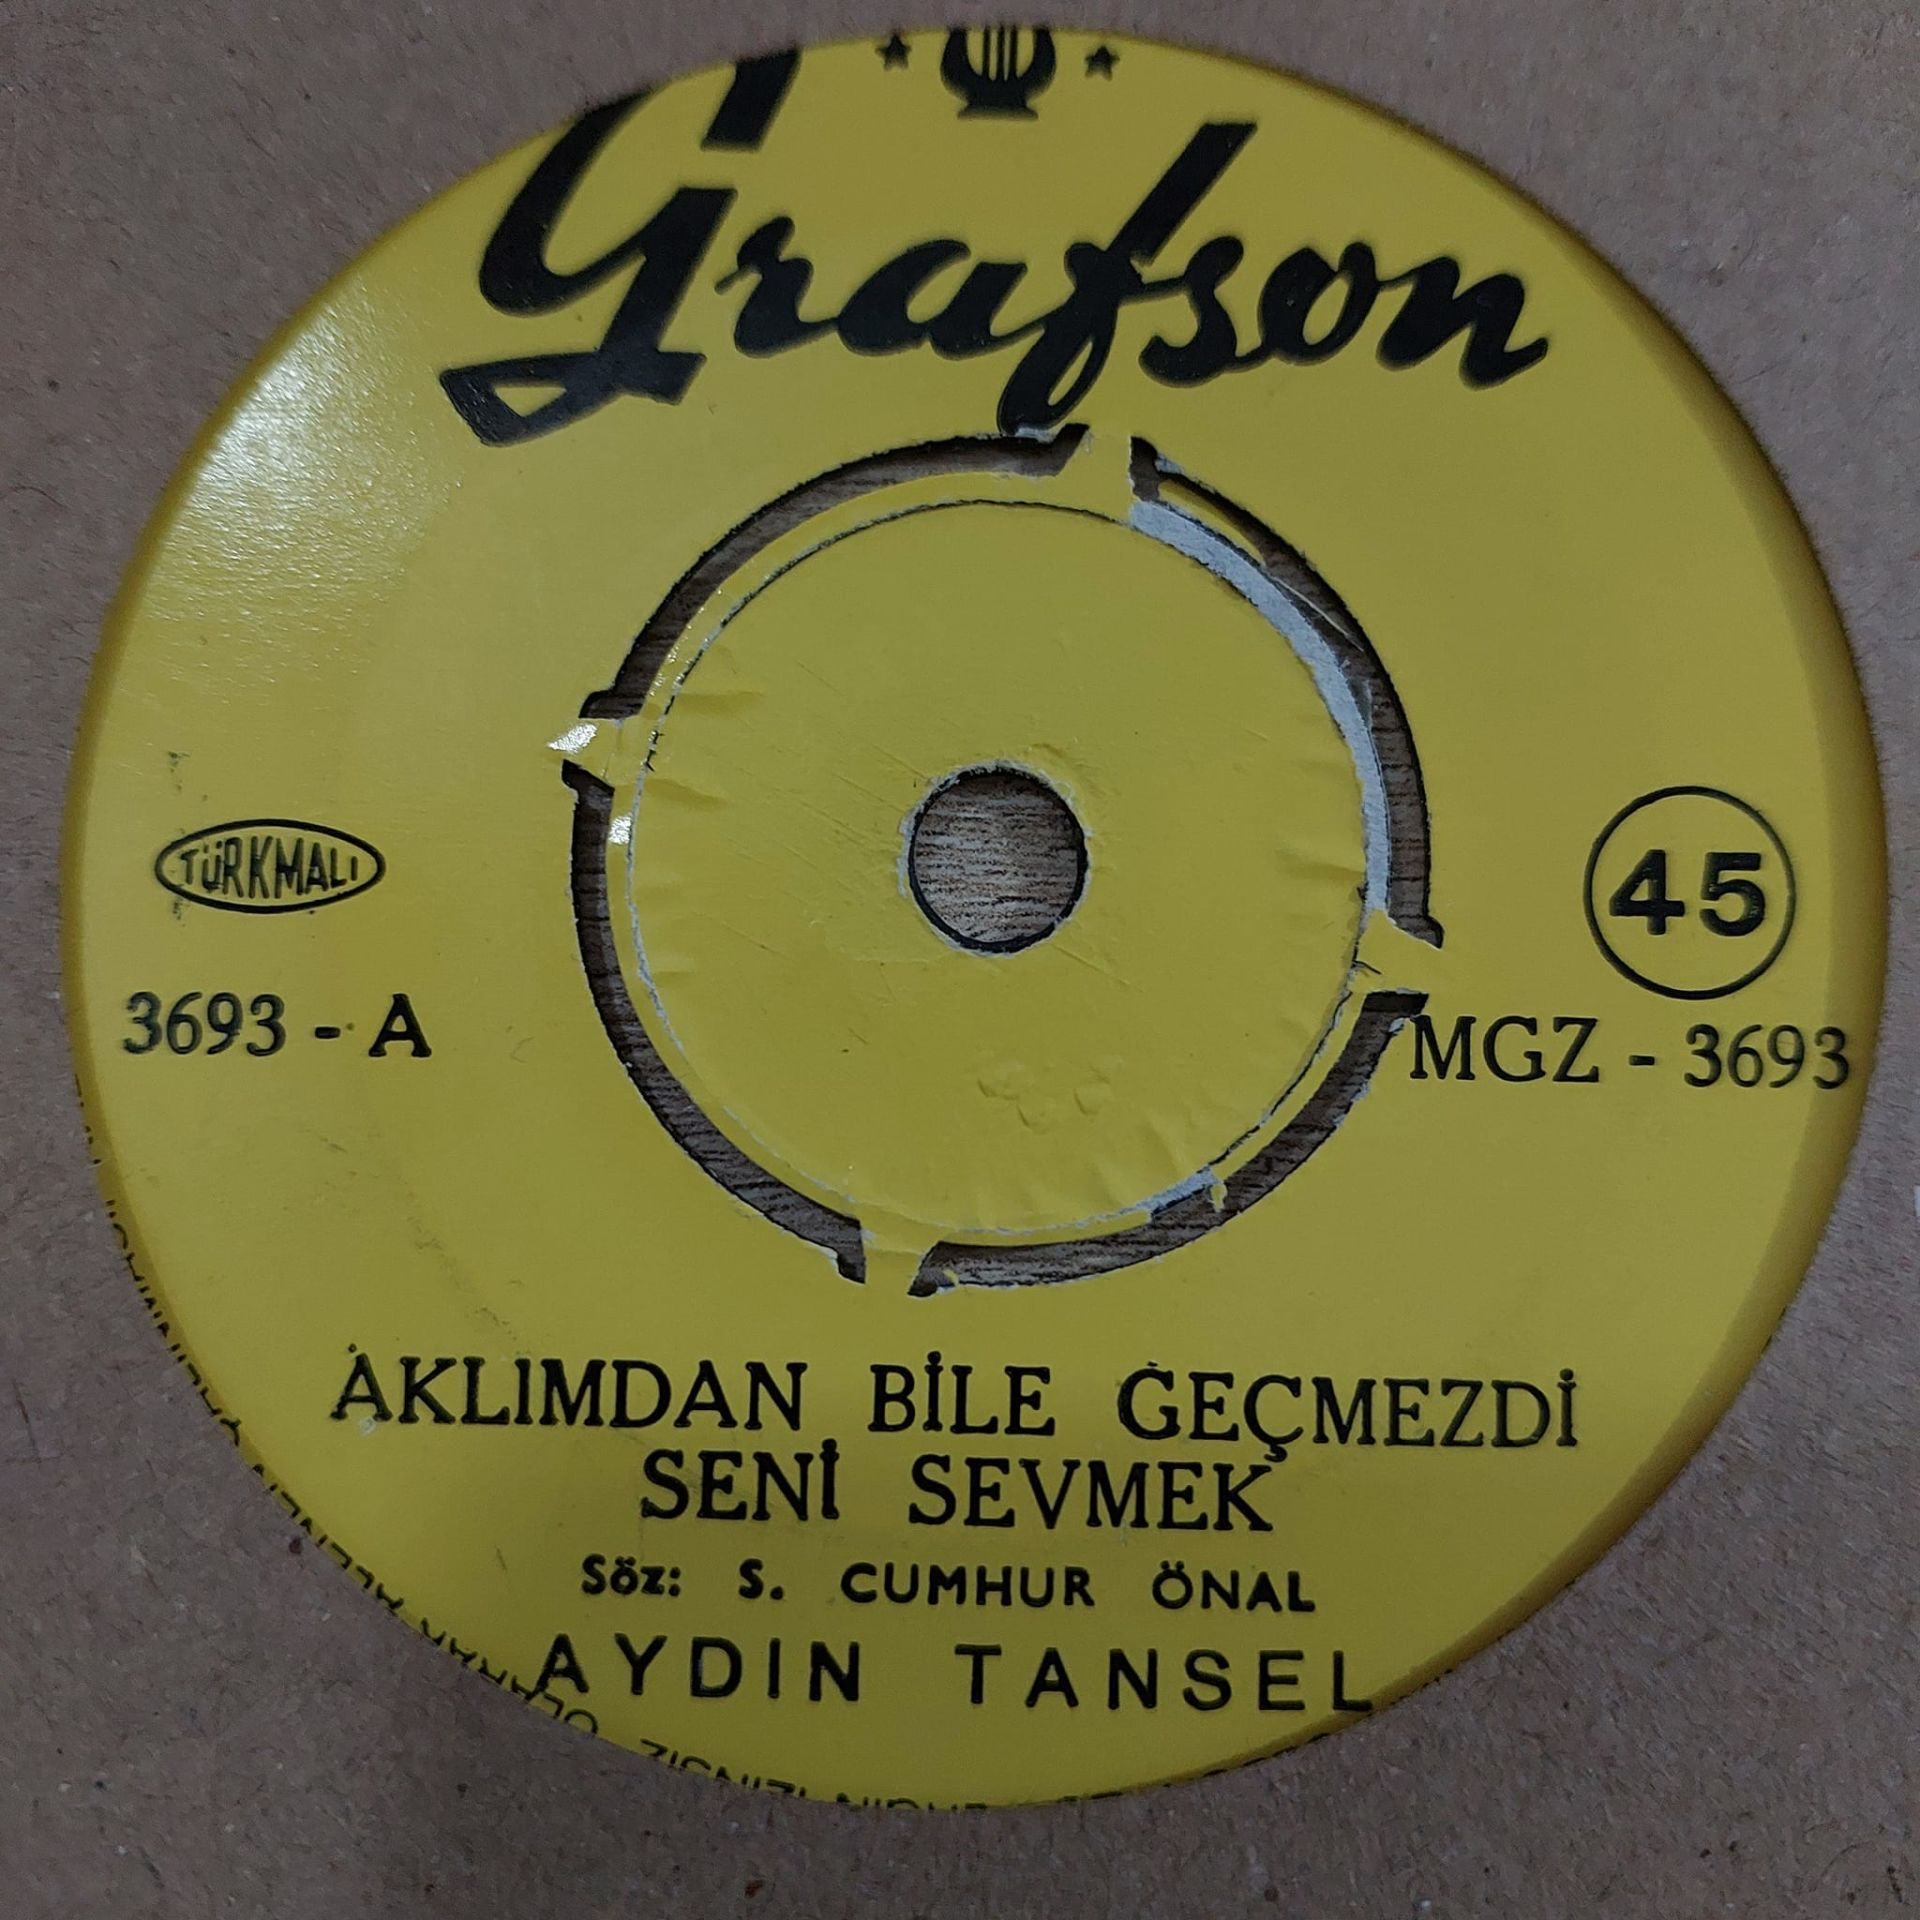 Grafson
TÜRKMALI
45
3693 - A
MGZ - 3693
AKLIMDAN BİLE GEÇMEZDİ
SENİ SEVMEK
Söz: S. CUMHUR ÖNAL
AYDIN TANSEL